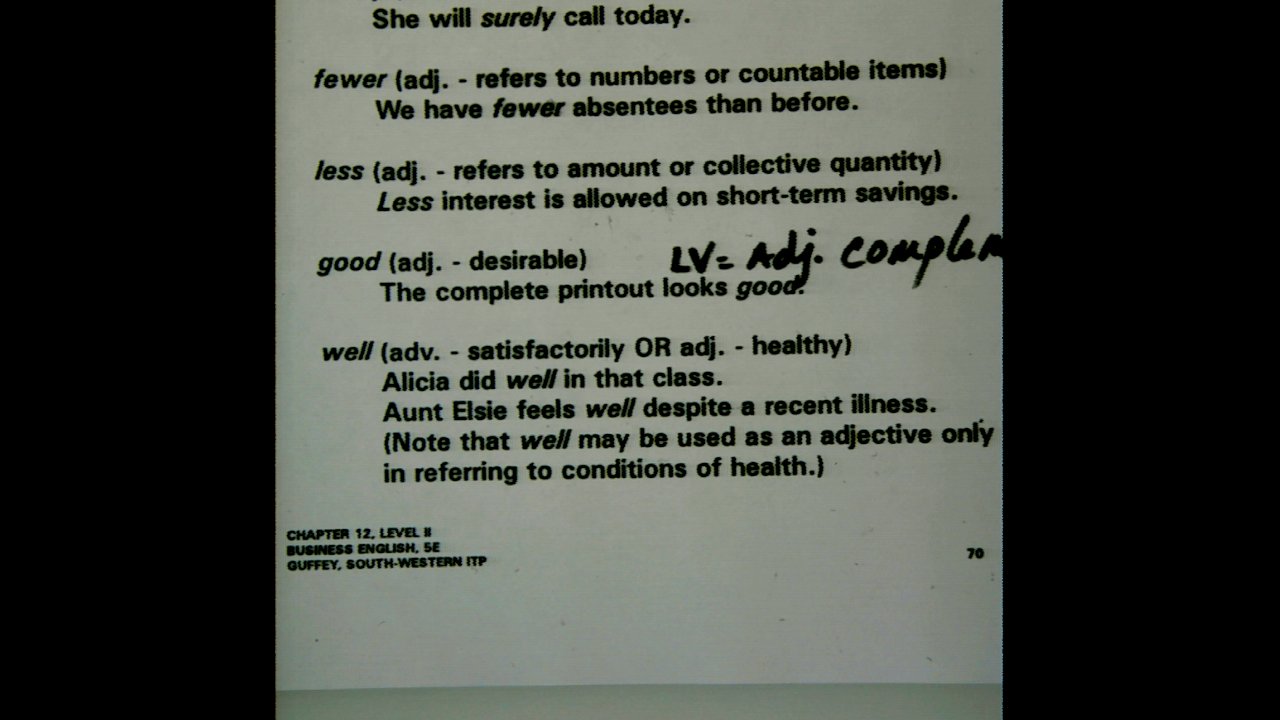 She will surely call today.
fewer (adj. - refers to numbers or countable items)
We have fewer absentees than before.
less (adj. - refers to amount or collective quantity)
Less interest is allowed on short-term savings.
good (adj. - desirable)
LV= Adj. complem
The complete printout looks good.
well (adv. - satisfactorily OR adj. - healthy)
Alicia did well in that class.
Aunt Elsie feels well despite a recent illness.
(Note that well may be used as an adjective only
in referring to conditions of health.)
CHAPTER 12, LEVEL II
BUSINESS ENGLISH, 5E
GUFFEY, SOUTH-WESTERN ITP
70